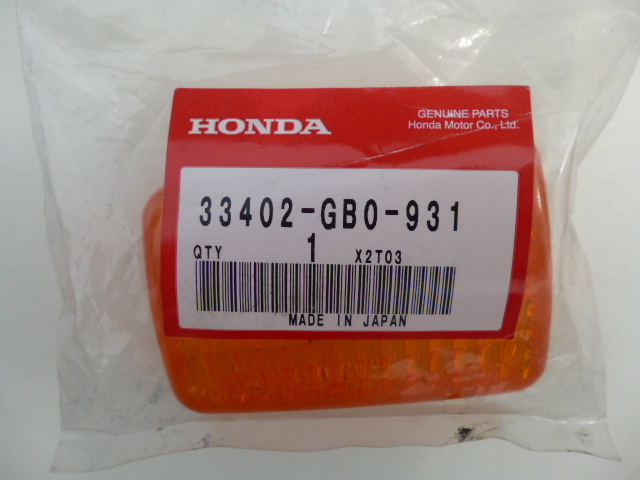 HONDA
GENUINE PARTS
Honda Motor Co., Ltd.
33402-GB0-931
QTY 1 X2T03
MADE IN JAPAN